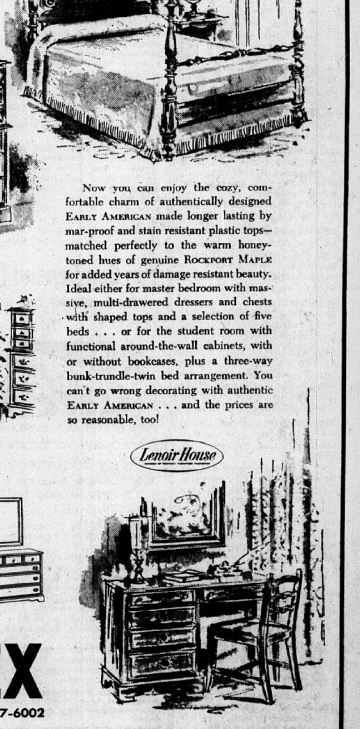 Now you can enjoy the cozy, com-
fortable charm of authentically designed
EARLY AMERICAN made longer lasting by
mar-proof and stain resistant plastic tops—
matched perfectly to the warm honey-
toned hues of genuine ROCKPORT MAPLE
for added years of damage resistant beauty.
Ideal either for master bedroom with mas-
sive, multi-drawered dressers and chests
with shaped tops and a selection of five
beds . . . or for the student room with
functional around-the-wall cabinets, with
or without bookcases, plus a three-way
bunk-trundle-twin bed arrangement. You
can't go wrong decorating with authentic
EARLY AMERICAN . . . and the prices are
so reasonable, too!
Lenoir House
EX
7-6002